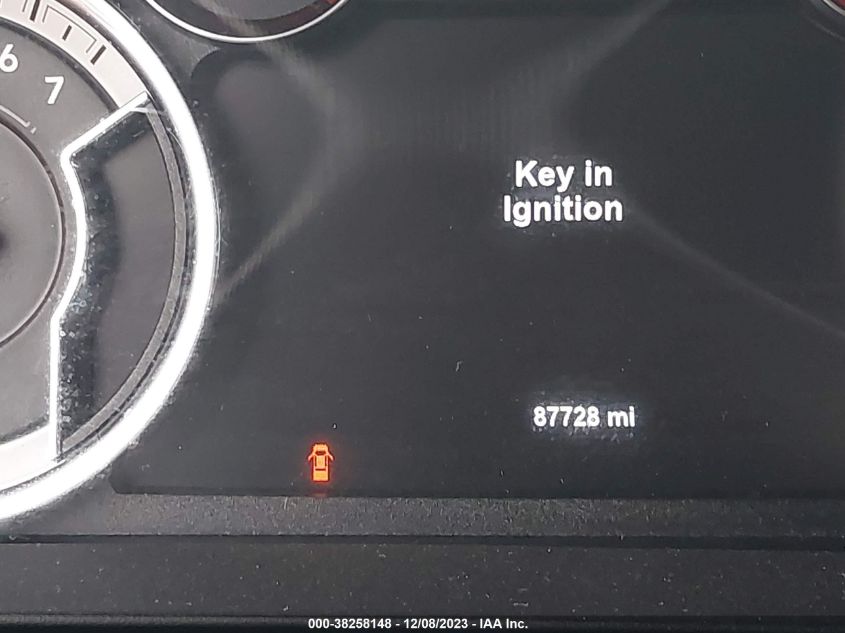 6
7
Key in
Ignition
87728 mi
000-38258148 - 12/08/2023 - IAA Inc.